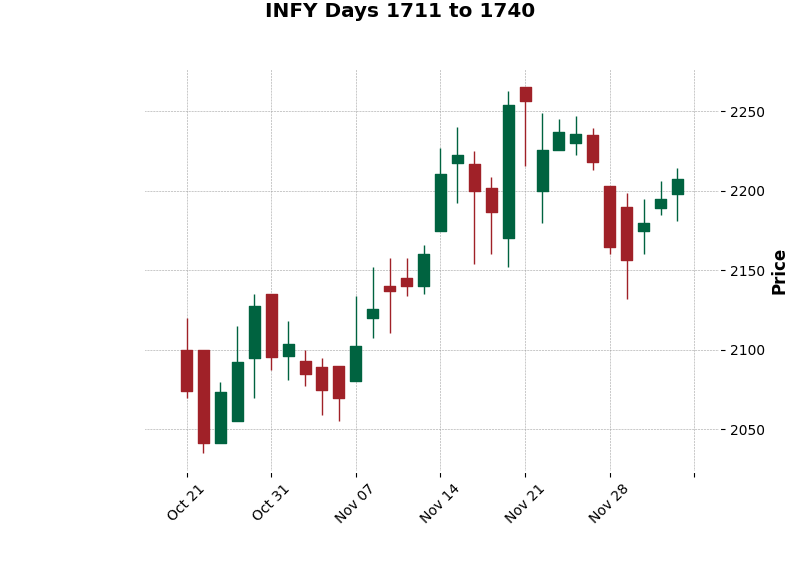 INFY Days 1711 to 1740
2250
2200
2150
2100
2050
Price
Oct 21
Oct 31
Nov 07
Nov 14
Nov 21
Nov 28